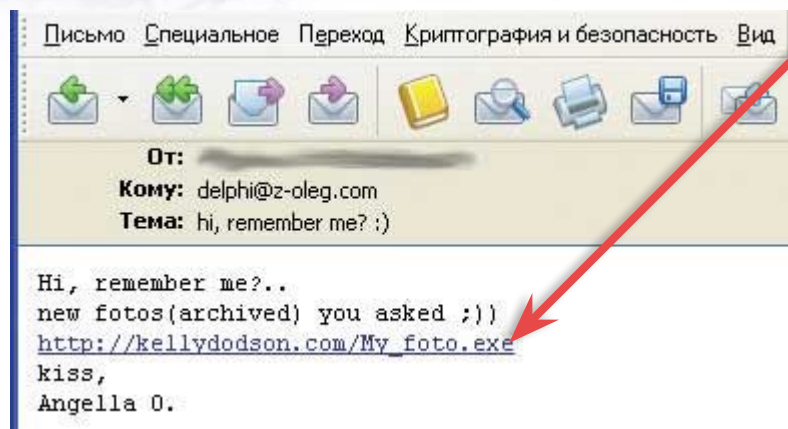 Письмо Специальное Переход Криптография и безопасность Вид
От:
Кому: delphi@z-oleg.com
Тема: hi, remember me? :)
Hi, remember me?..
new fotos(archived) you asked ;))
http://kellydodson.com/My_foto.exe
kiss,
Angella O.